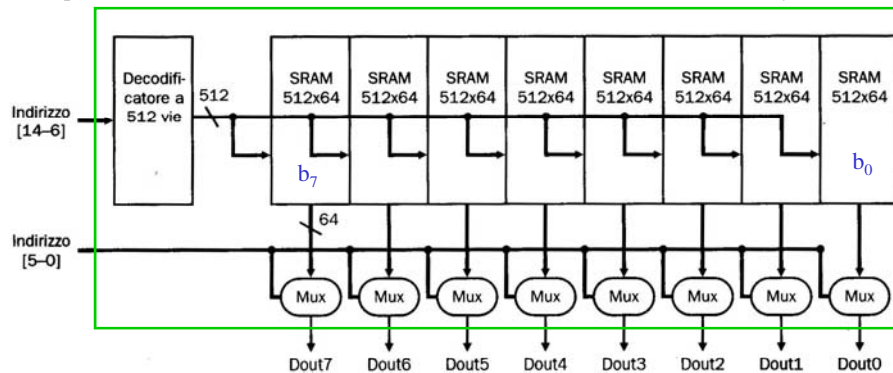 Decodifi-
catore a
512 vie
512
SRAM
512x64
SRAM
512x64
SRAM
512x64
SRAM
512x64
SRAM
512x64
SRAM
512x64
SRAM
512x64
SRAM
512x64
Indirizzo
[14–6]
b7
b0
64
Indirizzo
[5–0]
Mux
Mux
Mux
Mux
Mux
Mux
Mux
Mux
Dout7
Dout6
Dout5
Dout4
Dout3
Dout2
Dout1
Dout0